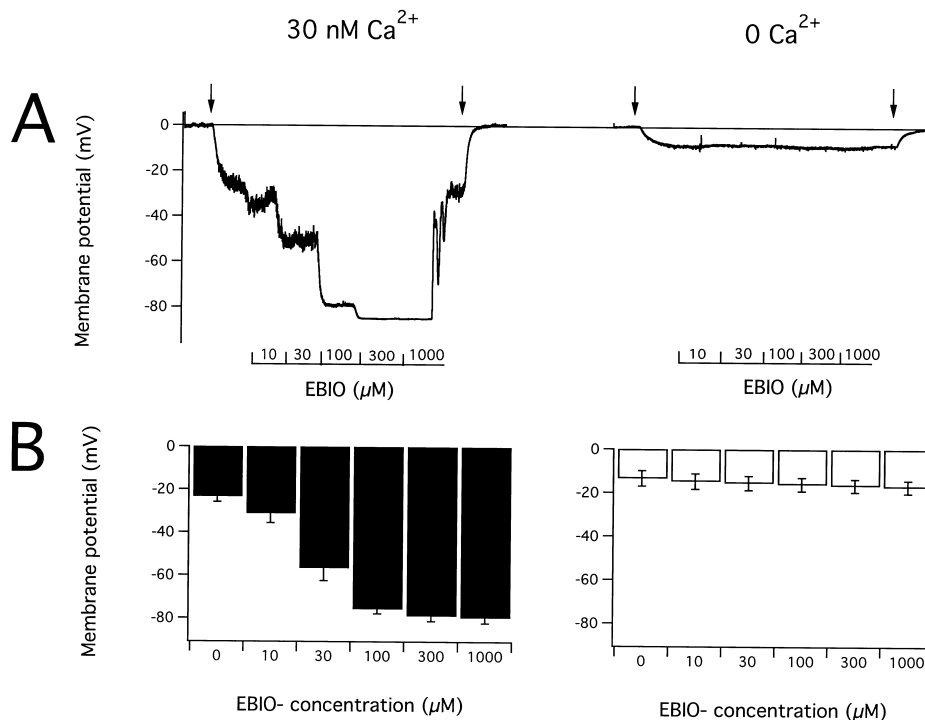 30 nM Ca²⁺
0 Ca²⁺
A
Membrane potential (mV)
0
-20
-40
-60
-80
10 30 100 300 1000
EBIO (μM)
10 30 100 300 1000
EBIO (μM)
B
Membrane potential (mV)
0
-20
-40
-60
-80
0 10 30 100 300 1000
EBIO- concentration (μM)
0
-20
-40
-60
-80
0 10 30 100 300 1000
EBIO- concentration (μM)